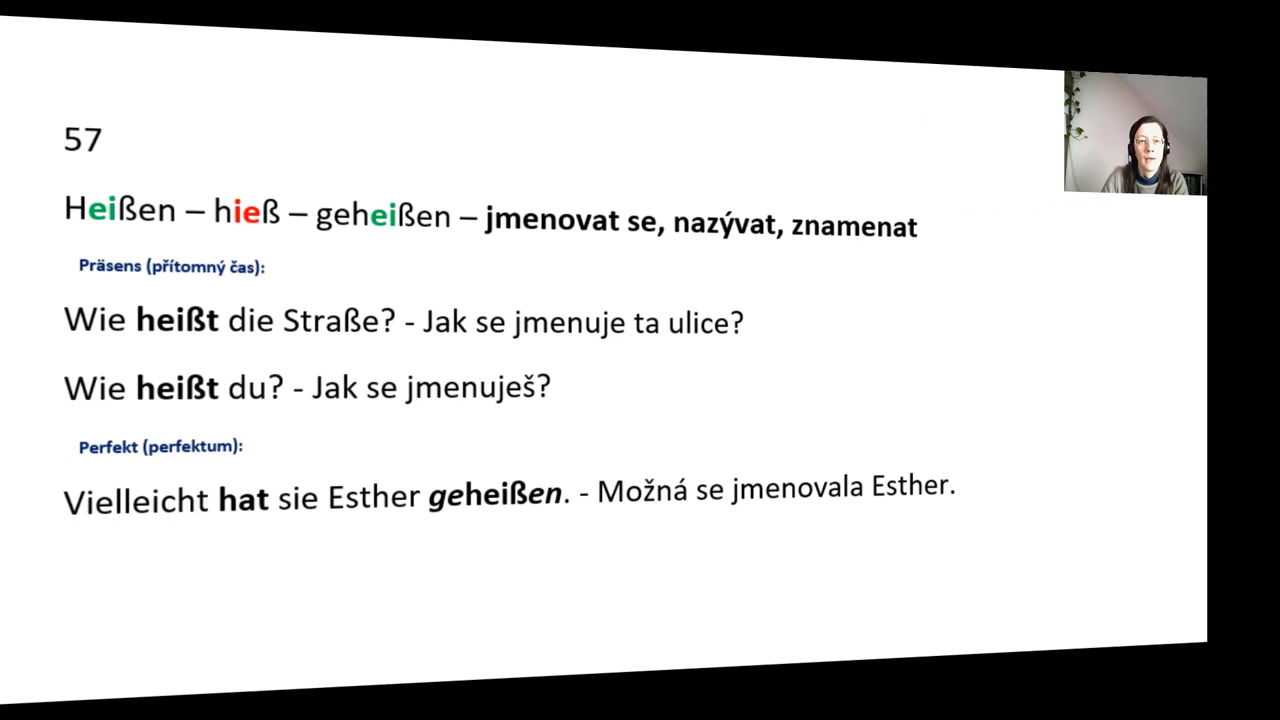 57
Heißen – hieß – geheißen – jmenovat se, nazývat, znamenat
Präsens (přítomný čas):
Wie heißt die Straße? - Jak se jmenuje ta ulice?
Wie heißt du? - Jak se jmenuješ?
Perfekt (perfektum):
Vielleicht hat sie Esther geheißen. - Možná se jmenovala Esther.